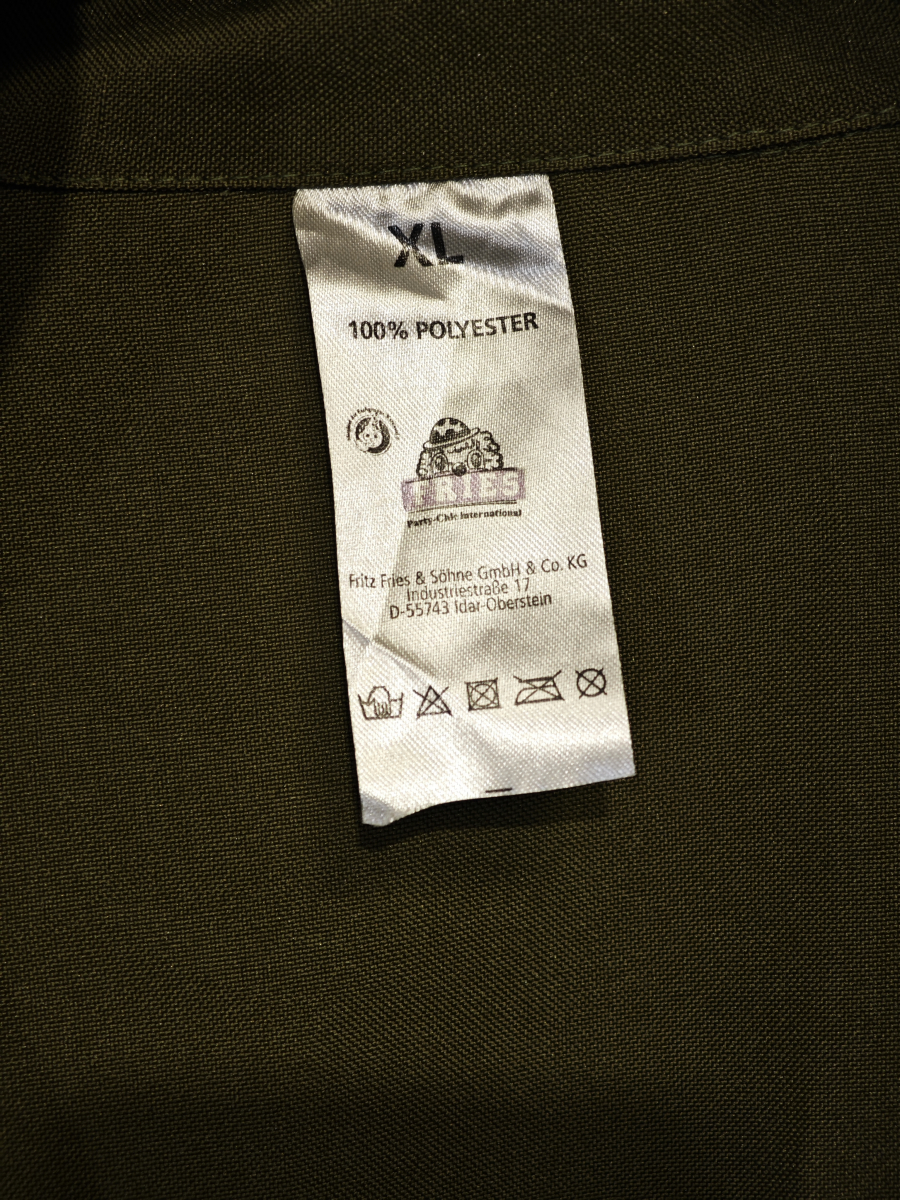 XL
100% POLYESTER
FRIES
Party-Chic international
Fritz Fries & Söhne GmbH & Co. KG
Industriestraße 17
D-55743 Idar-Oberstein